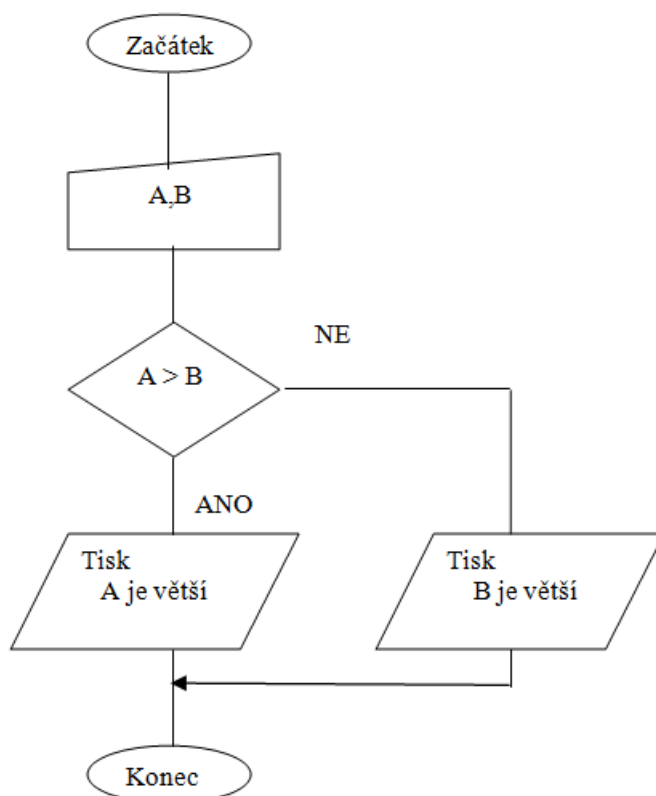 Začátek
A,B
NE
A > B
ANO
Tisk
A je větší
Tisk
B je větší
Konec